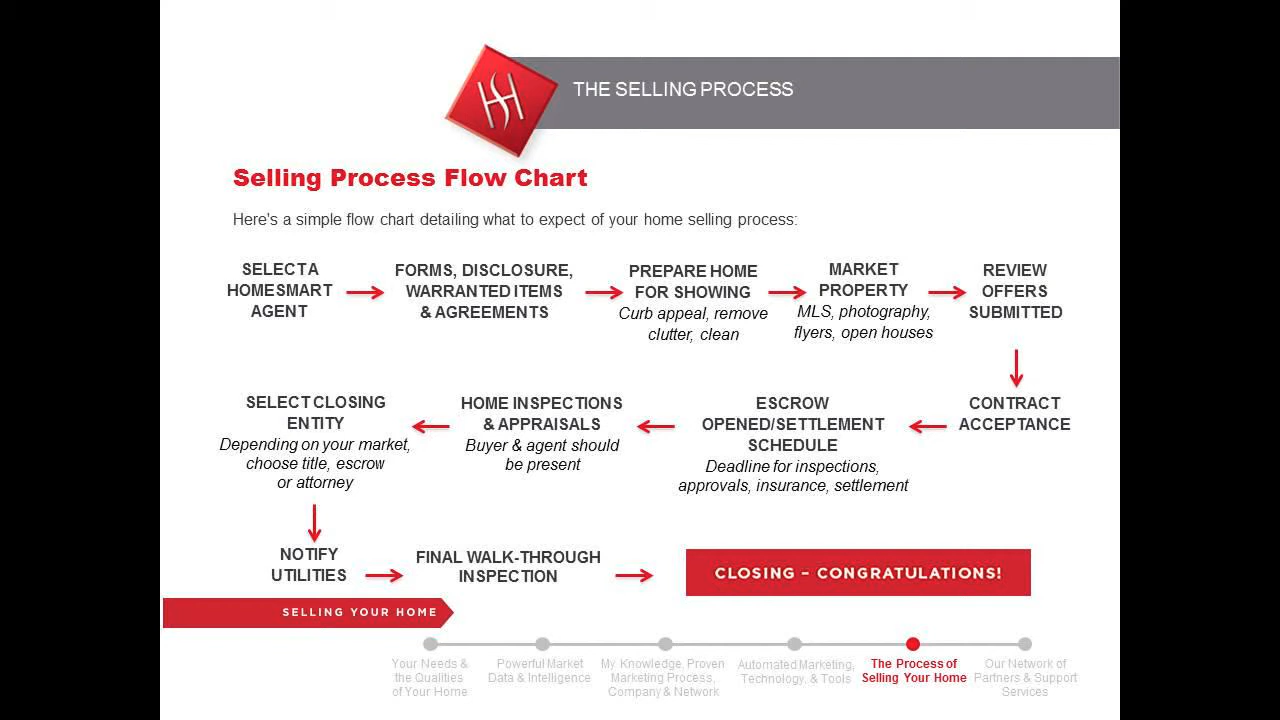 THE SELLING PROCESS
Selling Process Flow Chart
Here's a simple flow chart detailing what to expect of your home selling process:
SELECT A
HOMESMART
AGENT
FORMS, DISCLOSURE,
WARRANTED ITEMS
& AGREEMENTS
PREPARE HOME
FOR SHOWING
Curb appeal, remove
clutter, clean
MARKET
PROPERTY
MLS, photography,
flyers, open houses
REVIEW
OFFERS
SUBMITTED
CONTRACT
ACCEPTANCE
ESCROW
OPENED/SETTLEMENT
SCHEDULE
Deadline for inspections,
approvals, insurance, settlement
HOME INSPECTIONS
& APPRAISALS
Buyer & agent should
be present
SELECT CLOSING
ENTITY
Depending on your market,
choose title, escrow
or attorney
NOTIFY
UTILITIES
FINAL WALK-THROUGH
INSPECTION
CLOSING – CONGRATULATIONS!
SELLING YOUR HOME
Your Needs &
the Qualities
of Your Home
Powerful Market
Data & Intelligence
My Knowledge, Proven
Marketing Process,
Company & Network
Automated Marketing,
Technology, & Tools
The Process of
Selling Your Home
Our Network of
Partners & Support
Services